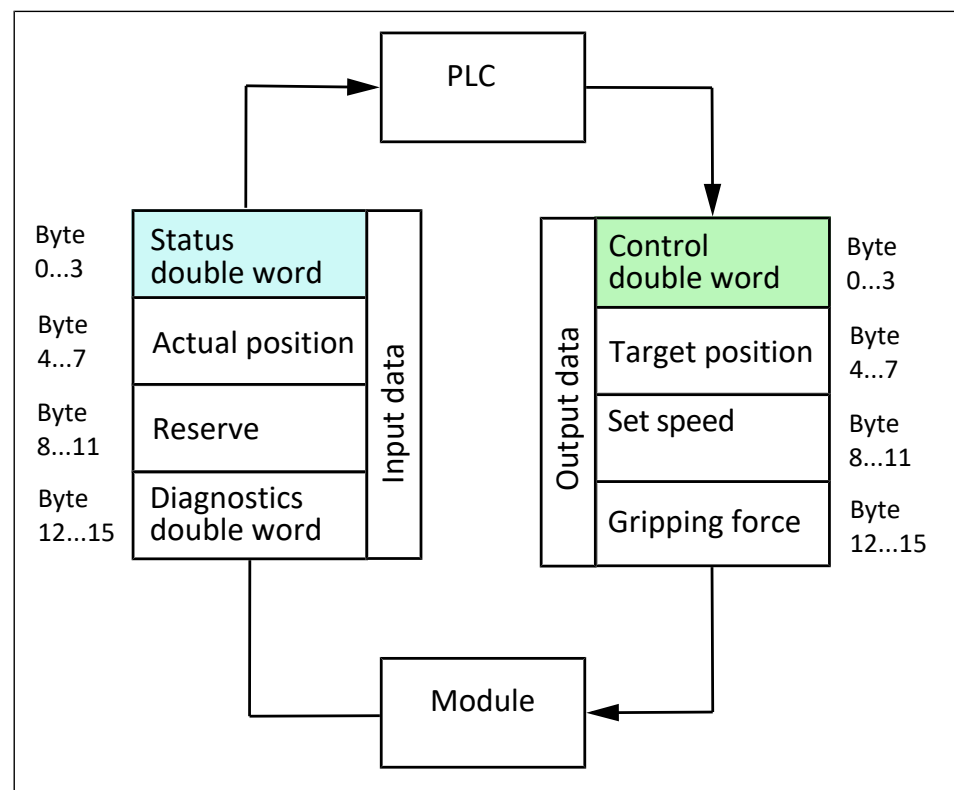 PLC
Byte
0...3
Status
double word
Byte
4...7
Actual position
Byte
8...11
Reserve
Byte
12...15
Diagnostics
double word
Input data
Output data
Control
double word
Byte
0...3
Target position
Byte
4...7
Set speed
Byte
8...11
Gripping force
Byte
12...15
Module